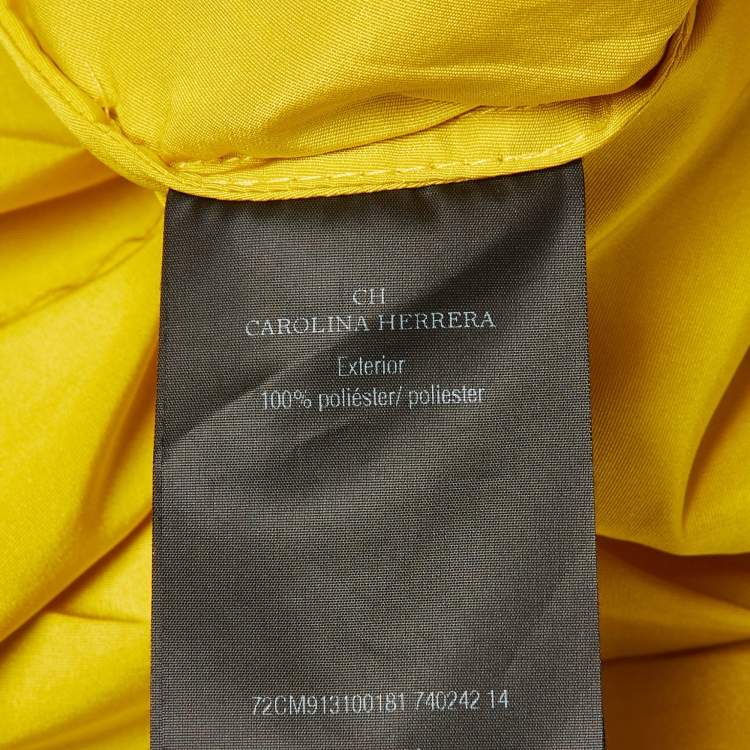 CH
CAROLINA HERRERA
Exterior
100% poliéster/ poliester
72CM913100181 740242 14